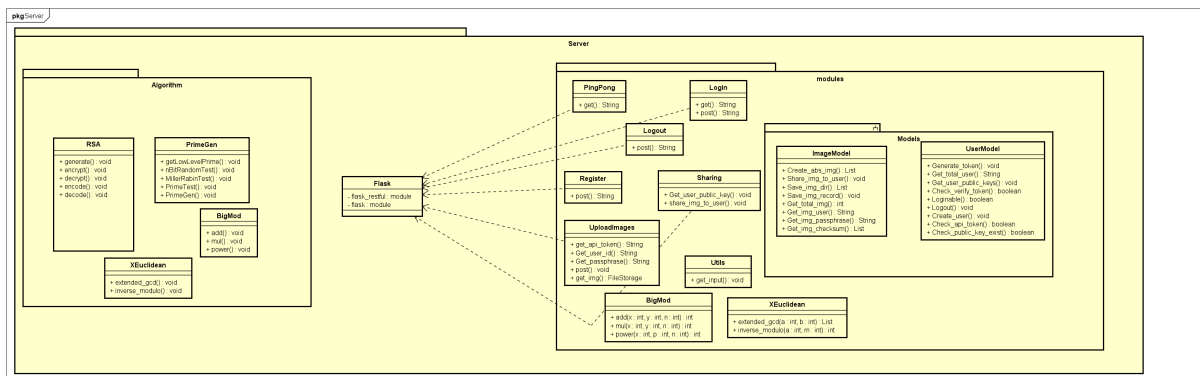 pkg Server
Server
Algorithm
RSA
+ generate() : void
+ encrypt() : void
+ decrypt() : void
+ encode() : void
+ decode() : void
PrimeGen
+ getLowLevelPrime() : void
+ nBitRandomTest() : void
+ MillerRabinTest() : void
+ PrimeTest() : void
+ PrimeGen() : void
BigMod
+ add() : void
+ mul() : void
+ power() : void
XEuclidean
+ extended_gcd() : void
+ inverse_modulo() : void
Flask
- flask_restful : module
- flask : module
modules
PingPong
+ get() : String
Login
+ get() : String
+ post() : String
Logout
+ post() : String
Register
+ post() : String
Sharing
+ Get_user_public_key() : void
+ share_img_to_user() : void
UploadImages
+ get_api_token() : String
+ Get_user_id() : String
+ Get_passphrase() : String
+ post() : void
+ get_img() : FileStorage
Utils
+ get_input() : void
BigMod
+ add(x : int, y : int, n : int) : int
+ mul(x : int, y : int, n : int) : int
+ power(x : int, p : int, n : int) : int
XEuclidean
+ extended_gcd(a : int, b : int) : List
+ inverse_modulo(a : int, m : int) : int
Models
ImageModel
+ Create_abs_img() : List
+ Share_img_to_user() : void
+ Save_img_dir() : List
+ Save_img_record() : void
+ Get_total_img() : int
+ Get_img_user() : String
+ Get_img_passphrase() : String
+ Get_img_checksum() : List
UserModel
+ Generate_token() : void
+ Get_total_user() : String
+ Get_user_public_keys() : void
+ Check_verify_token() : boolean
+ Loginable() : boolean
+ Logout() : void
+ Create_user() : void
+ Check_api_token() : boolean
+ Check_public_key_exist() : boolean